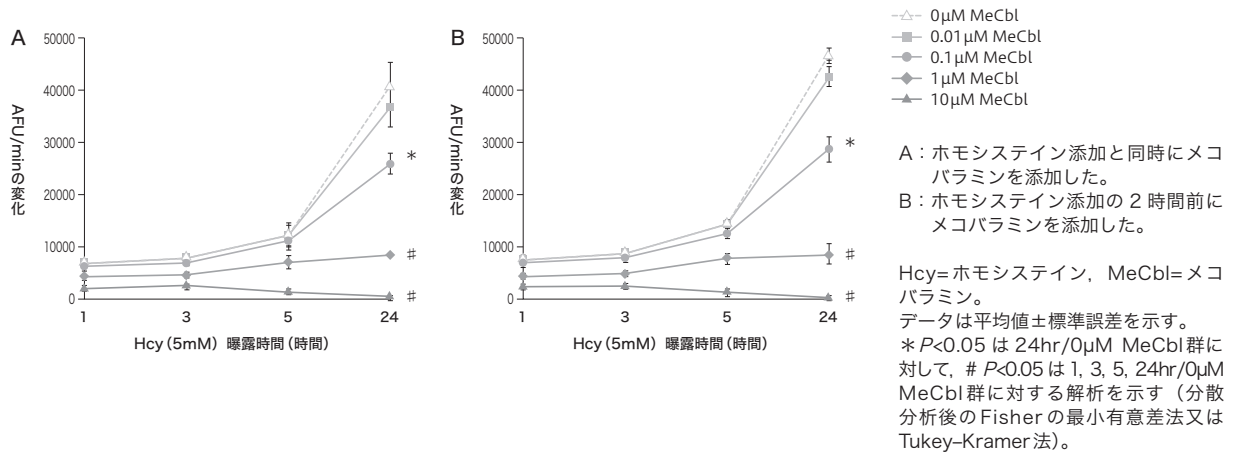 A
AFU/minの変化
50000
40000
30000
20000
10000
0
＊
♯
♯
1 3 5 24
Hcy（5mM）曝露時間（時間）
B
AFU/minの変化
50000
40000
30000
20000
10000
0
＊
♯
♯
1 3 5 24
Hcy（5mM）曝露時間（時間）
0μM MeCbl
0.01μM MeCbl
0.1μM MeCbl
1μM MeCbl
10μM MeCbl
A：ホモシステイン添加と同時にメコ
バラミンを添加した。
B：ホモシステイン添加の 2 時間前に
メコバラミンを添加した。
Hcy=ホモシステイン，MeCbl=メコ
バラミン。
データは平均値±標準誤差を示す。
＊P<0.05 は 24hr/0μM MeCbl群に
対して，# P<0.05 は 1, 3, 5, 24hr/0μM
MeCbl群に対する解析を示す（分散
分析後のFisherの最小有意差法又は
Tukey–Kramer法）。